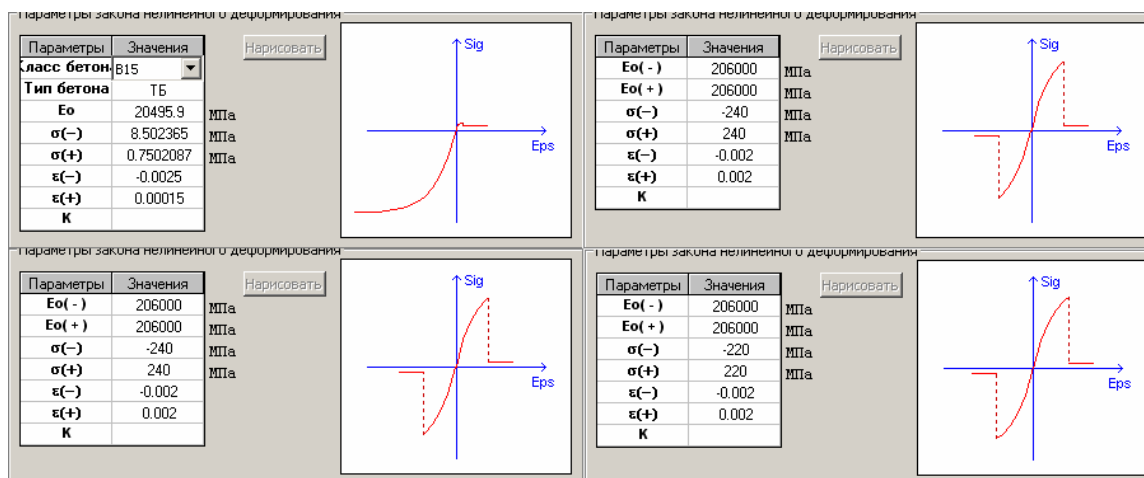 Параметры закона нелинейного деформирования
Параметры Значения Нарисовать
Класс бетона B15
Тип бетона ТБ
Eo 20495.9 МПа
σ(−) 8.502365 МПа
σ(+) 0.7502087 МПа
ε(−) -0.0025
ε(+) 0.00015
K
Sig
Eps
Параметры закона нелинейного деформирования
Параметры Значения Нарисовать
Eo( - ) 206000 МПа
Eo( + ) 206000 МПа
σ(−) -240 МПа
σ(+) 240 МПа
ε(−) -0.002
ε(+) 0.002
K
Sig
Eps
Параметры закона нелинейного деформирования
Параметры Значения Нарисовать
Eo( - ) 206000 МПа
Eo( + ) 206000 МПа
σ(−) -240 МПа
σ(+) 240 МПа
ε(−) -0.002
ε(+) 0.002
K
Sig
Eps
Параметры закона нелинейного деформирования
Параметры Значения Нарисовать
Eo( - ) 206000 МПа
Eo( + ) 206000 МПа
σ(−) -220 МПа
σ(+) 220 МПа
ε(−) -0.002
ε(+) 0.002
K
Sig
Eps